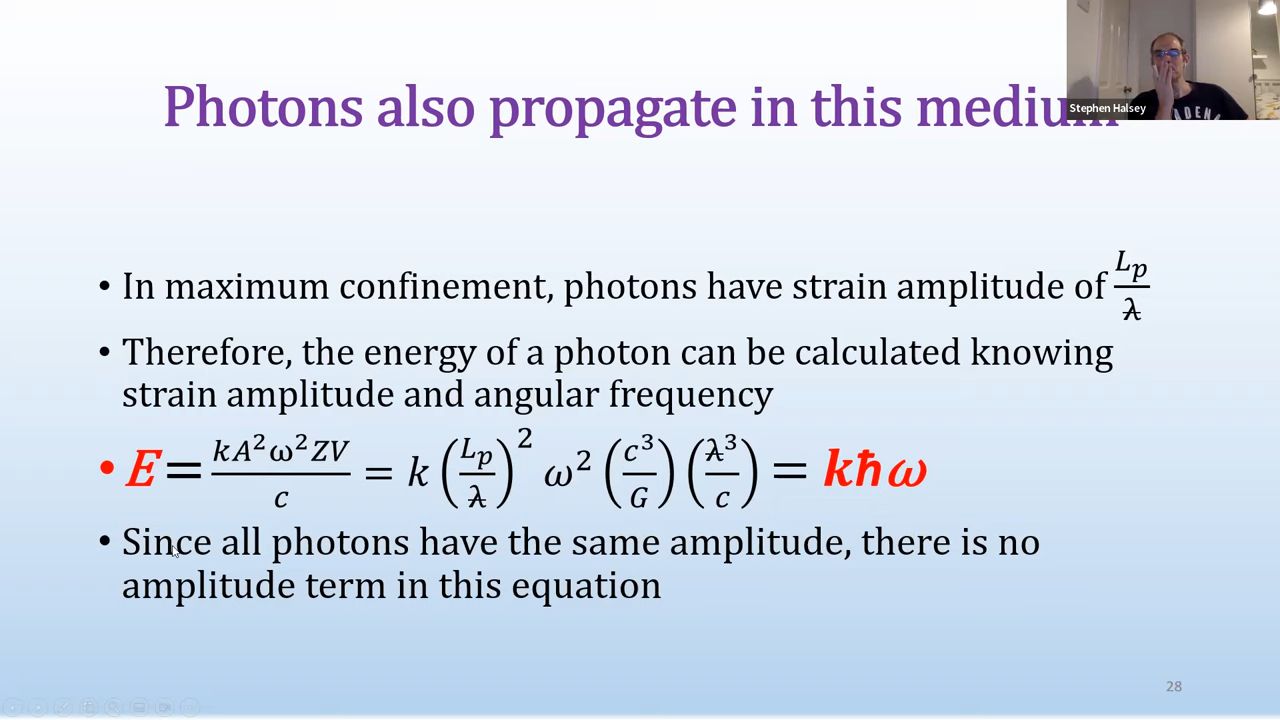 Photons also propagate in this medium
Stephen Halsey
• In maximum confinement, photons have strain amplitude of Lₚ/ƛ
• Therefore, the energy of a photon can be calculated knowing
strain amplitude and angular frequency
• E = kA²ω²ZV/c = k (Lₚ/ƛ)² ω² (c³/G) (ƛ³/c) = kħω
• Since all photons have the same amplitude, there is no
amplitude term in this equation
28